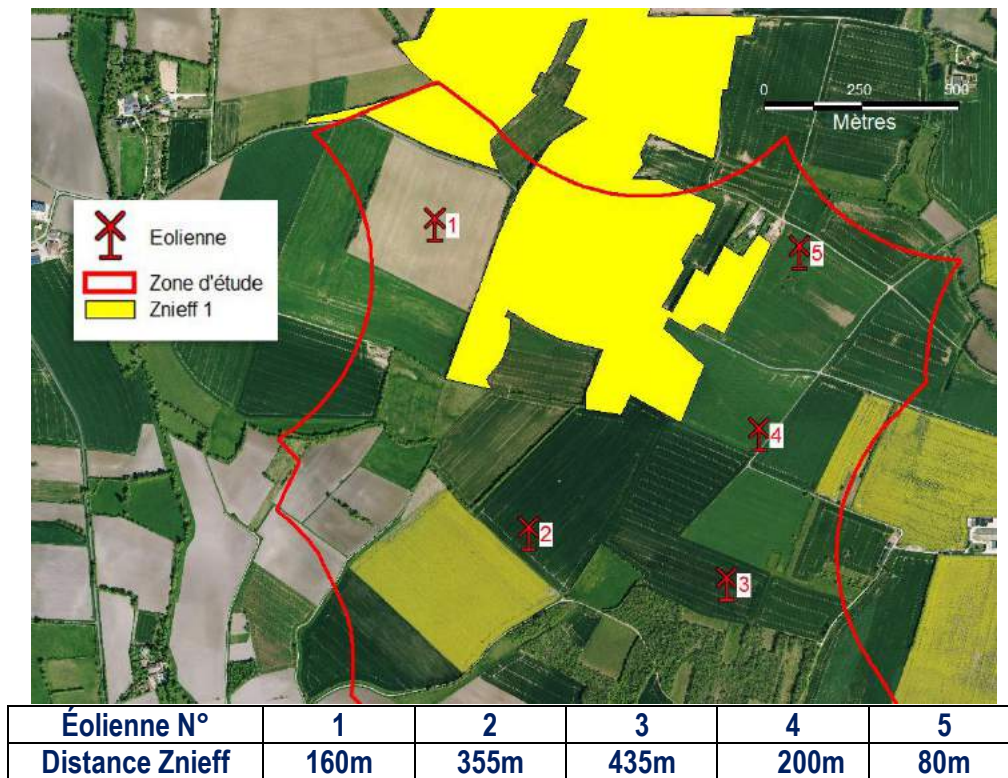 0 250 500
Mètres
1
5
Eolienne
Zone d'étude
Znieff 1
4
2
3
Éolienne N° 1 2 3 4 5
Distance Znieff 160m 355m 435m 200m 80m